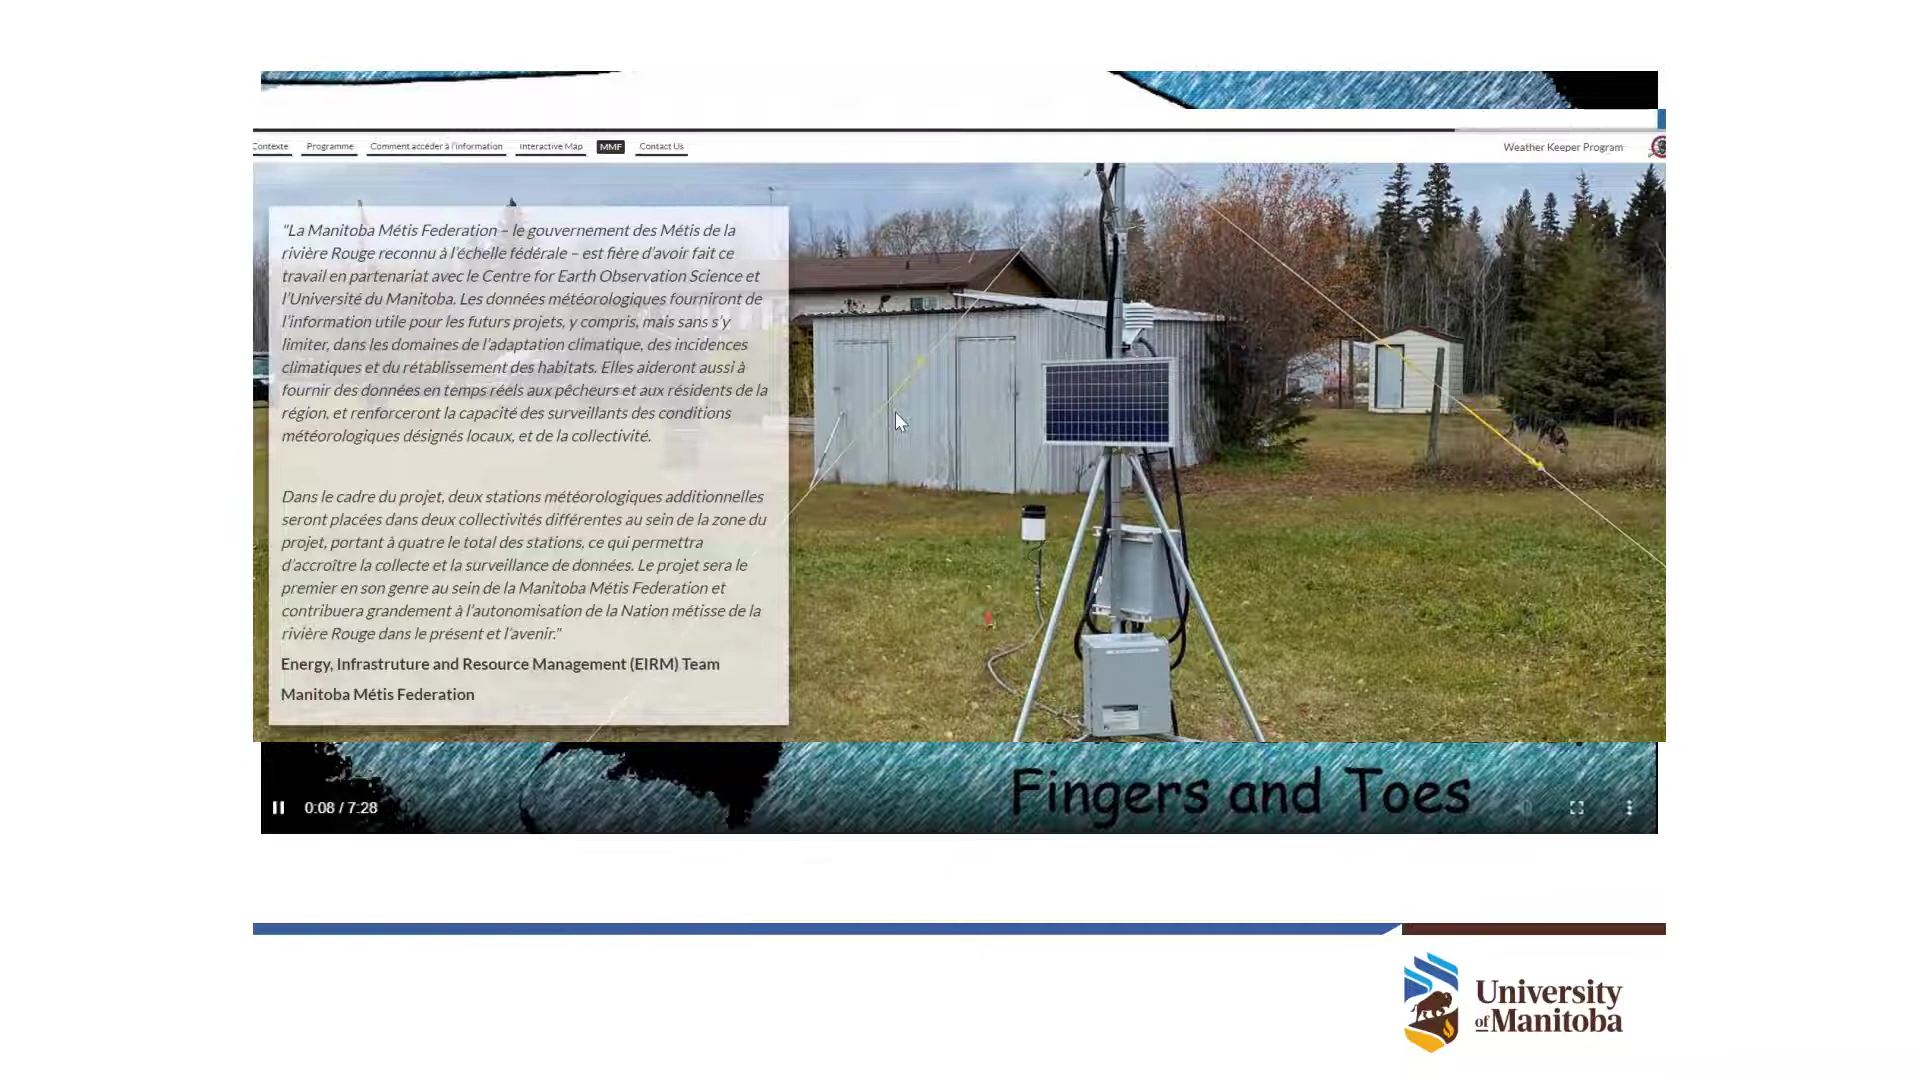 Contexte Programme Comment accéder à l'information Interactive Map MMF Contact Us Weather Keeper Program
"La Manitoba Métis Federation – le gouvernement des Métis de la
rivière Rouge reconnu à l'échelle fédérale – est fière d'avoir fait ce
travail en partenariat avec le Centre for Earth Observation Science et
l'Université du Manitoba. Les données météorologiques fourniront de
l'information utile pour les futurs projets, y compris, mais sans s'y
limiter, dans les domaines de l'adaptation climatique, des incidences
climatiques et du rétablissement des habitats. Elles aideront aussi à
fournir des données en temps réels aux pêcheurs et aux résidents de la
région, et renforceront la capacité des surveillants des conditions
météorologiques désignés locaux, et de la collectivité.
Dans le cadre du projet, deux stations météorologiques additionnelles
seront placées dans deux collectivités différentes au sein de la zone du
projet, portant à quatre le total des stations, ce qui permettra
d'accroître la collecte et la surveillance de données. Le projet sera le
premier en son genre au sein de la Manitoba Métis Federation et
contribuera grandement à l'autonomisation de la Nation métisse de la
rivière Rouge dans le présent et l'avenir."
Energy, Infrastruture and Resource Management (EIRM) Team
Manitoba Métis Federation
Fingers and Toes
0:08 / 7:28
University
of Manitoba